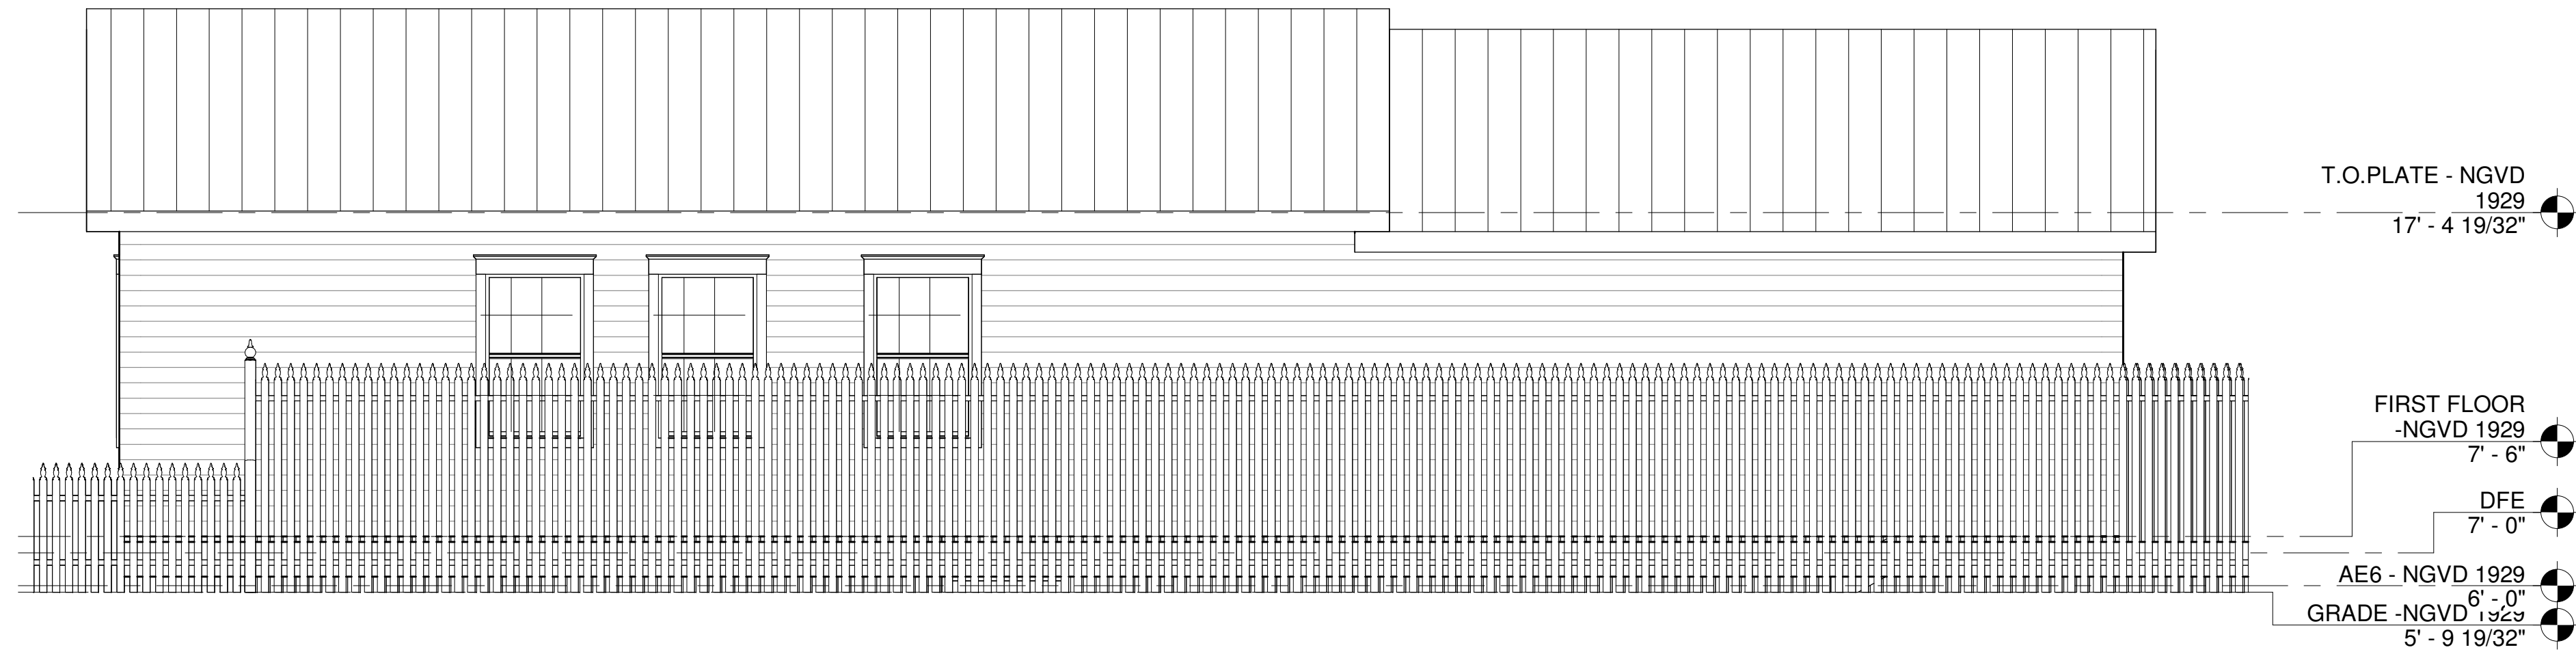 T.O.PLATE - NGVD
1929
17' - 4 19/32"
FIRST FLOOR
-NGVD 1929
7' - 6"
DFE
7' - 0"
AE6 - NGVD 1929
6' - 0"
GRADE -NGVD 1929
5' - 9 19/32"